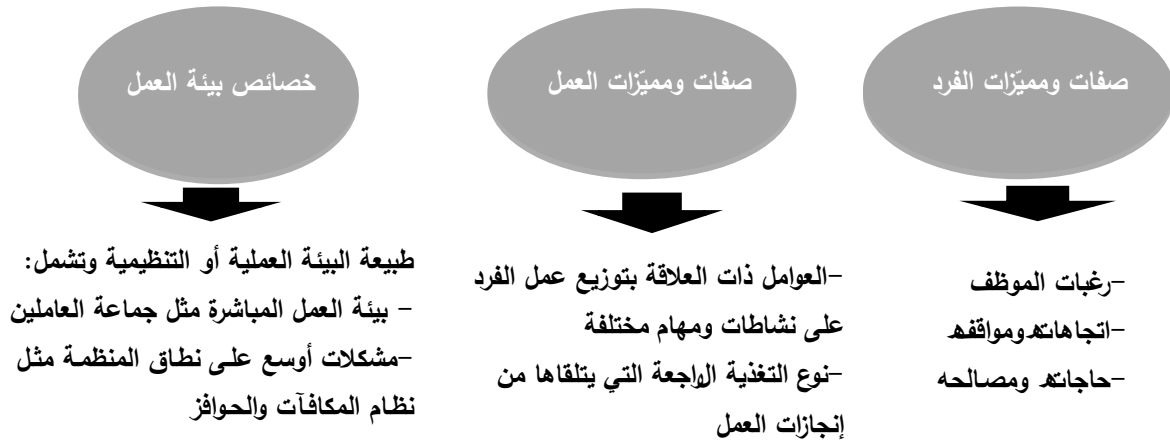 صفات ومميّزات الفرد
صفات ومميّزات العمل
خصائص بيئة العمل
-رغبات الموظف
-اتجاهاته ومواقفه
-حاجاته ومصالحه
-العوامل ذات العلاقة بتوزيع عمل الفرد
على نشاطات ومهام مختلفة
-نوع التغذية الراجعة التي يتلقاها من
إنجازات العمل
طبيعة البيئة العملية أو التنظيمية وتشمل:
- بيئة العمل المباشرة مثل جماعة العاملين
-مشكلات أوسع على نطاق المنظمة مثل
نظام المكافآت والحوافز